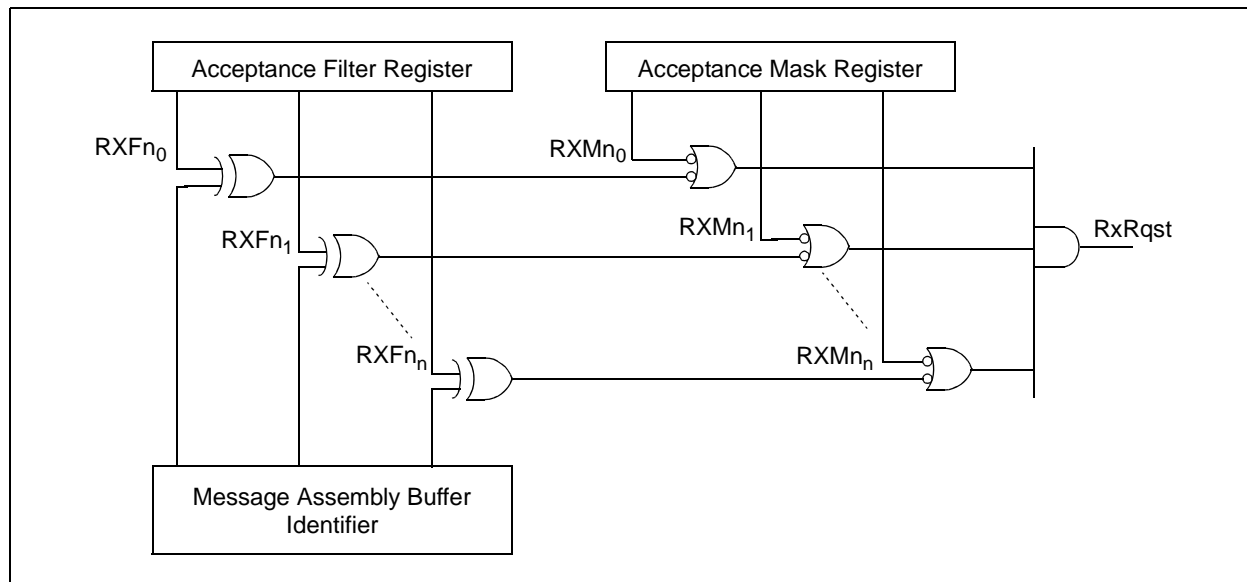 Acceptance Filter Register
Acceptance Mask Register
RXFn₀
RXMn₀
RXFn₁
RXMn₁
RxRqst
RXFnₙ
RXMnₙ
Message Assembly Buffer
Identifier